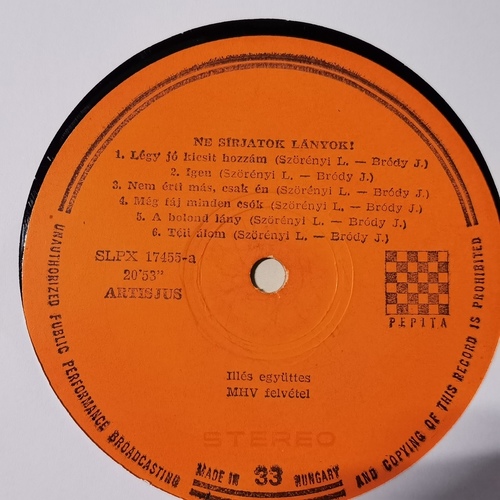 NE SÍRJATOK LÁNYOK!
1. Légy jó kicsit hozzám (Szörényi L. — Bródy J.)
2. Igen (Szörényi L. — Bródy J.)
3. Nem érti más, csak én (Szörényi L. — Bródy J.)
4. Még fáj minden csók (Szörényi L. — Bródy J.)
5. A bolond lány (Szörényi L. — Bródy J.)
6. Téli álom (Szörényi L. — Bródy J.)
SLPX 17455-a
20'53"
ARTISJUS
PEPITA
Illés együttes
MHV felvétel
STEREO
UNAUTHORIZED PUBLIC PERFORMANCE BROADCASTING AND COPYING OF THIS RECORD IS PROHIBITED
MADE IN 33 HUNGARY